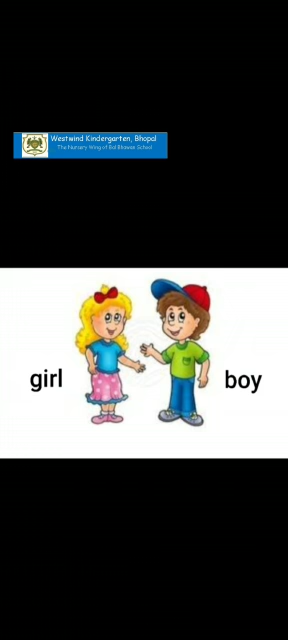 Westwind Kindergarten, Bhopal
The Nursery Wing of Bal Bhawan School
girl
boy